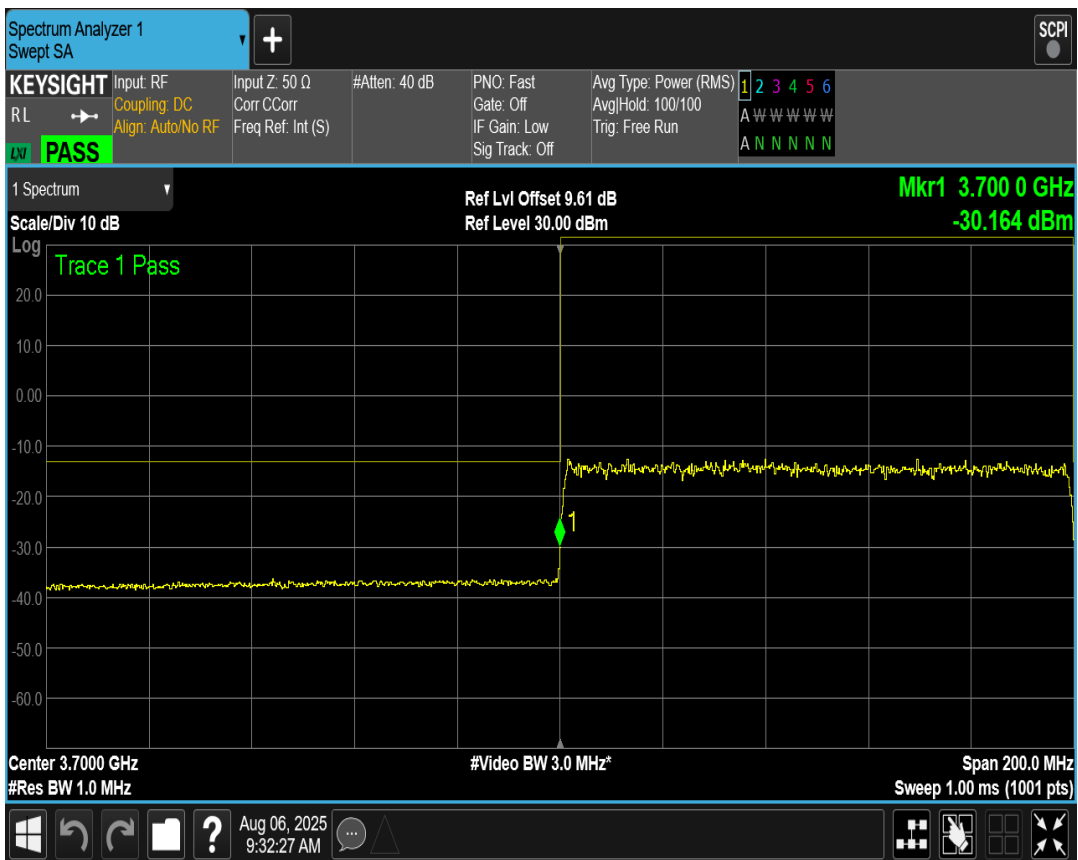 Spectrum Analyzer 1
Swept SA
+
SCPI
KEYSIGHT
RL
LXI
PASS
Input: RF
Coupling: DC
Align: Auto/No RF
Input Z: 50 Ω
Corr CCorr
Freq Ref: Int (S)
#Atten: 40 dB
PNO: Fast
Gate: Off
IF Gain: Low
Sig Track: Off
Avg Type: Power (RMS)
Avg|Hold: 100/100
Trig: Free Run
1 2 3 4 5 6
A W W W W W
A N N N N N
1 Spectrum
Scale/Div 10 dB
Ref Lvl Offset 9.61 dB
Ref Level 30.00 dBm
Mkr1 3.700 0 GHz
-30.164 dBm
Log
Trace 1 Pass
20.0
10.0
0.00
-10.0
-20.0
1
-30.0
-40.0
-50.0
-60.0
Center 3.7000 GHz
#Res BW 1.0 MHz
#Video BW 3.0 MHz*
Span 200.0 MHz
Sweep 1.00 ms (1001 pts)
?
Aug 06, 2025
9:32:27 AM